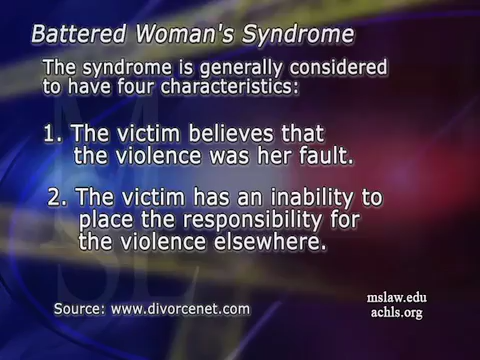 Battered Woman's Syndrome
The syndrome is generally considered
to have four characteristics:
1. The victim believes that
the violence was her fault.
2. The victim has an inability to
place the responsibility for
the violence elsewhere.
Source: www.divorcenet.com
mslaw.edu
achls.org